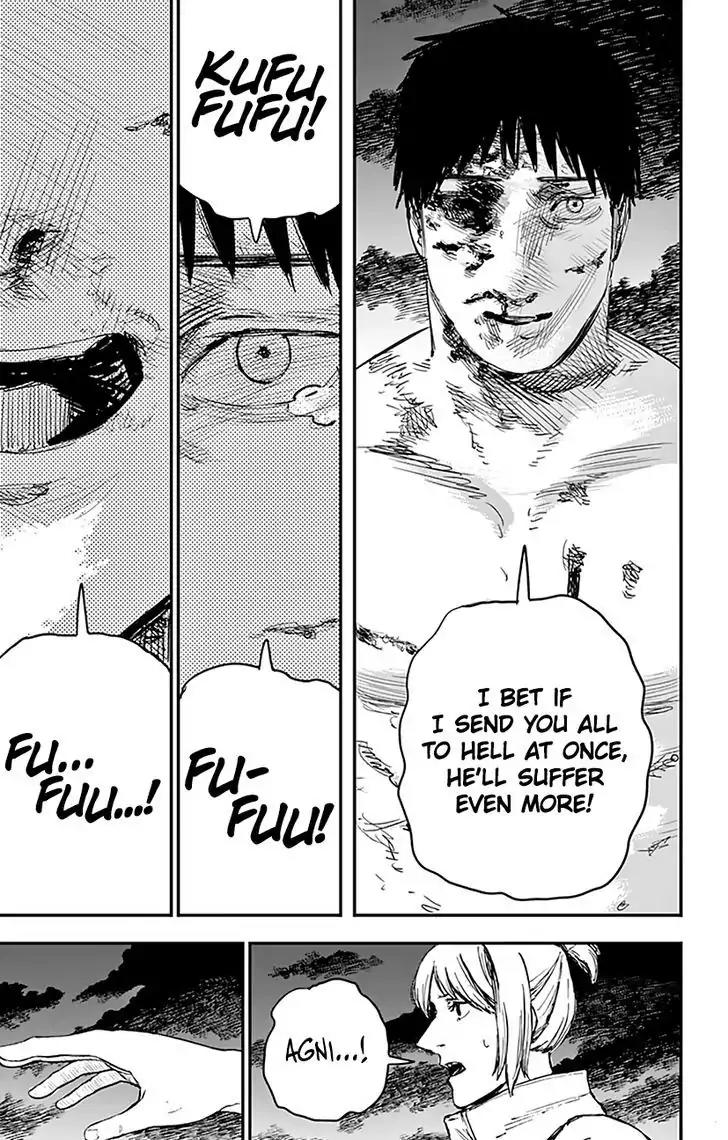 I BET IF
I SEND YOU ALL
TO HELL AT ONCE,
HE'LL SUFFER
EVEN MORE!
KUFU
FUFU!
FU-
FUU!
FU...
FUU...!
AGNI...!